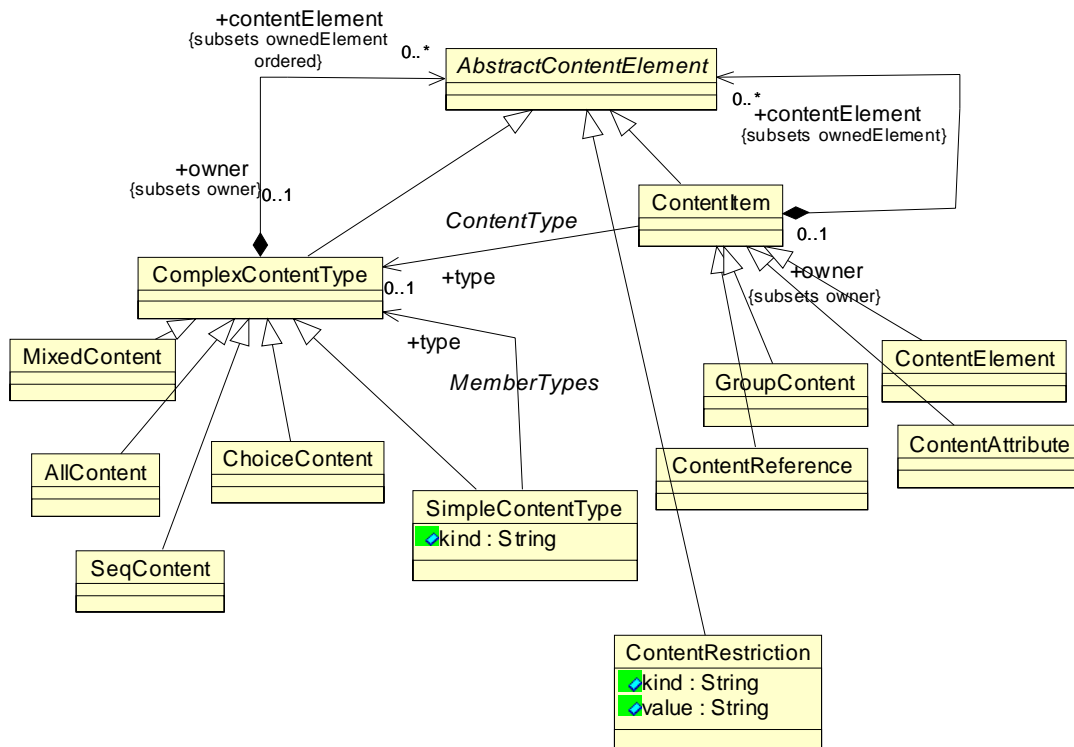 +contentElement
{subsets ownedElement
ordered}
0..*
AbstractContentElement
0..*
+contentElement
{subsets ownedElement}
+owner
{subsets owner}
0..1
ContentType
ContentItem
0..1
+owner
{subsets owner}
ComplexContentType
0..1
+type
+type
MemberTypes
MixedContent
AllContent
SeqContent
ChoiceContent
SimpleContentType
kind : String
GroupContent
ContentReference
ContentElement
ContentAttribute
ContentRestriction
kind : String
value : String